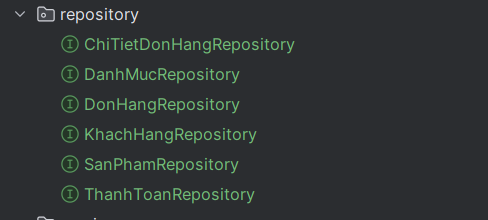 repository
ChiTietDonHangRepository
DanhMucRepository
DonHangRepository
KhachHangRepository
SanPhamRepository
ThanhToanRepository